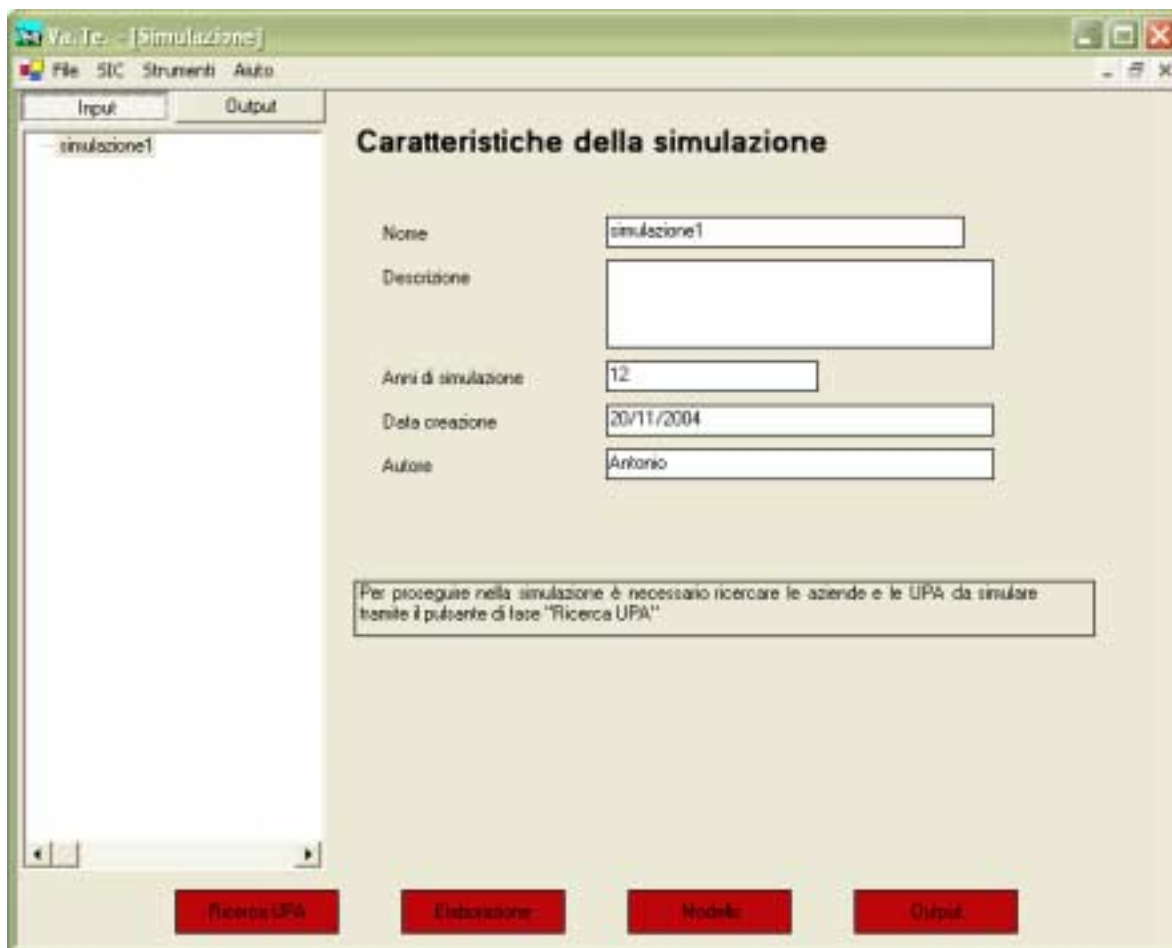 Va.Te. - [Simulazione]
File SIC Strumenti Aiuto
Input Output
simulazione1
Caratteristiche della simulazione
Nome simulazione1
Descrizione
Anni di simulazione 12
Data creazione 20/11/2004
Autore Antonio
Per proseguire nella simulazione è necessario ricercare le aziende e le UPA da simulare
tramite il pulsante di fase "Ricerca UPA"
Ricerca UPA Elaborazione Modello Output